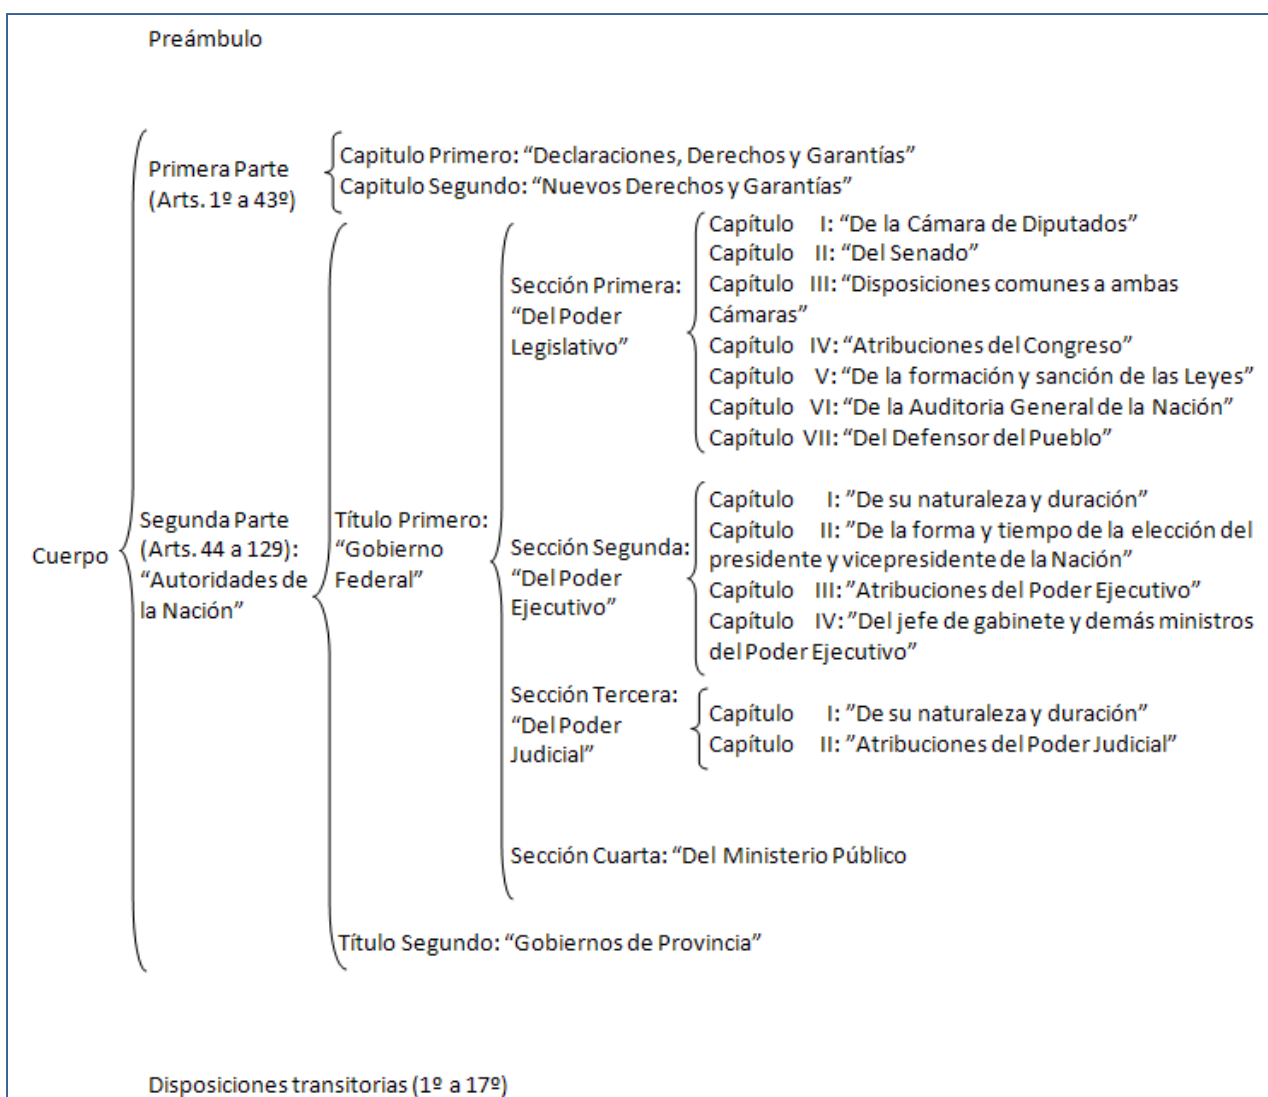 Preámbulo
Primera Parte
(Arts. 1º a 43º)
Capitulo Primero: “Declaraciones, Derechos y Garantías”
Capitulo Segundo: “Nuevos Derechos y Garantías”
Cuerpo
Segunda Parte
(Arts. 44 a 129):
“Autoridades de
la Nación”
Título Primero:
“Gobierno
Federal”
Sección Primera:
“Del Poder
Legislativo”
Capítulo I: “De la Cámara de Diputados”
Capítulo II: “Del Senado”
Capítulo III: “Disposiciones comunes a ambas
Cámaras”
Capítulo IV: “Atribuciones del Congreso”
Capítulo V: “De la formación y sanción de las Leyes”
Capítulo VI: “De la Auditoria General de la Nación”
Capítulo VII: “Del Defensor del Pueblo”
Sección Segunda:
“Del Poder
Ejecutivo”
Capítulo I: ”De su naturaleza y duración”
Capítulo II: ”De la forma y tiempo de la elección del
presidente y vicepresidente de la Nación”
Capítulo III: ”Atribuciones del Poder Ejecutivo”
Capítulo IV: ”Del jefe de gabinete y demás ministros
del Poder Ejecutivo”
Sección Tercera:
“Del Poder
Judicial”
Capítulo I: ”De su naturaleza y duración”
Capítulo II: ”Atribuciones del Poder Judicial”
Sección Cuarta: “Del Ministerio Público
Título Segundo: “Gobiernos de Provincia”
Disposiciones transitorias (1º a 17º)